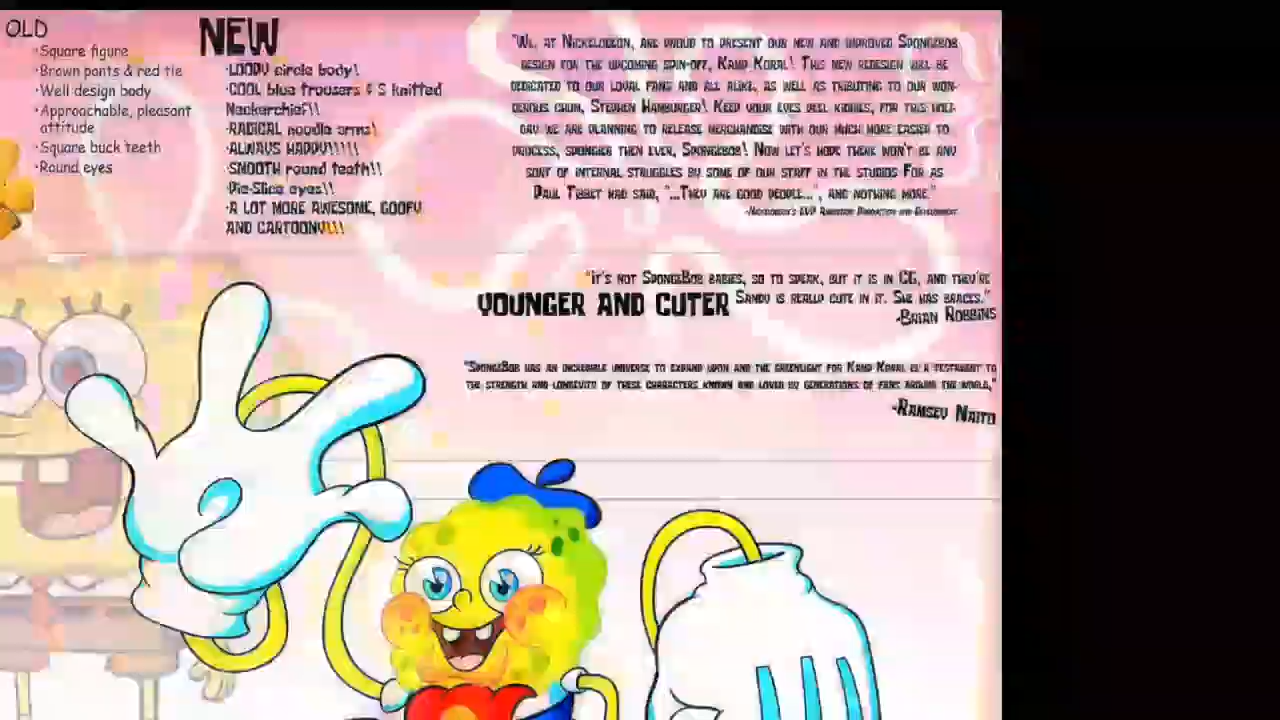 OLD
·Square figure
·Brown pants & red tie
·Well design body
·Approachable, pleasant
attitude
·Square buck teeth
·Round eyes
NEW
·LOOPY circle body!
·COOL blue trousers & S knitted
Neckerchief!!
·RADICAL noodle arms!
·ALWAYS HAPPY!!!!!
·SMOOTH round teeth!!
·Pie-Slice eyes!!
·A LOT MORE AWESOME, GOOFY
AND CARTOONY!!!
"We, at Nickelodeon, are proud to present our new and improved Spongebob
design for the upcoming spin-off, Kamp Koral! This new redesign will be
dedicated to our loyal fans and all alike, as well as tributing to our won-
derous chum, Stephen Hamburger! Keep your eyes peel kiddies, for this holi-
day we are planning to release merchandise with our much more easier to
process, spongier then ever, Spongebob! Now let's hope there won't be any
sort of internal struggles by some of our staff in the studios For as
Paul Tibbet had said, "...They are good people...", and nothing more."
-Nickelodeon's EVP Animation Production and Development
"It's not SpongeBob babies, so to speak, but it is in CG, and they're
YOUNGER AND CUTER Sandy is really cute in it. She has braces."
-Brian Robbins
"SpongeBob has an incredible universe to expand upon and the greenlight for Kamp Koral is a testament to
the strength and longevity of these characters known and loved by generations of fans around the world,"
-Ramsey Naito